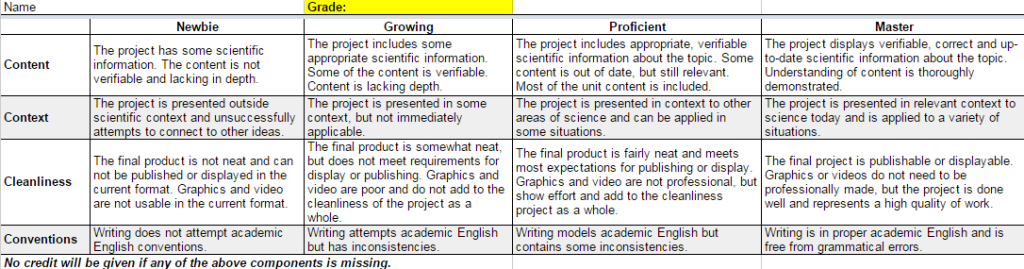 Name Grade:
Newbie Growing Proficient Master
Content
The project has some scientific
information. The content is not
verifiable and lacking in depth.
The project includes some
appropriate scientific information.
Some of the content is verifiable.
Content is lacking depth.
The project includes appropriate, verifiable
scientific information about the topic. Some
content is out of date, but still relevant.
Most of the unit content is included.
The project displays verifiable, correct and up-
to-date scientific information about the topic.
Understanding of content is thoroughly
demonstrated.
Context
The project is presented outside
scientific context and unsuccessfully
attempts to connect to other ideas.
The project is presented in some
context, but not immediately
applicable.
The project is presented in context to other
areas of science and can be applied in
some situations.
The project is presented in relevant context to
science today and is applied to a variety of
situations.
Cleanliness
The final product is not neat and can
not be published or displayed in the
current format. Graphics and video
are not usable in the current format.
The final product is somewhat neat,
but does not meet requirements for
display or publishing. Graphics and
video are poor and do not add to the
cleanliness of the project as a
whole.
The final product is fairly neat and meets
most expectations for publishing or display.
Graphics and video are not professional, but
show effort and add to the cleanliness
project as a whole.
The final project is publishable or displayable.
Graphics or videos do not need to be
professionally made, but the project is done
well and represents a high quality of work.
Conventions
Writing does not attempt academic
English conventions.
Writing attempts academic English
but has inconsistencies.
Writing models academic English but
contains some inconsistencies.
Writing is in proper academic English and is
free from grammatical errors.
No credit will be given if any of the above components is missing.